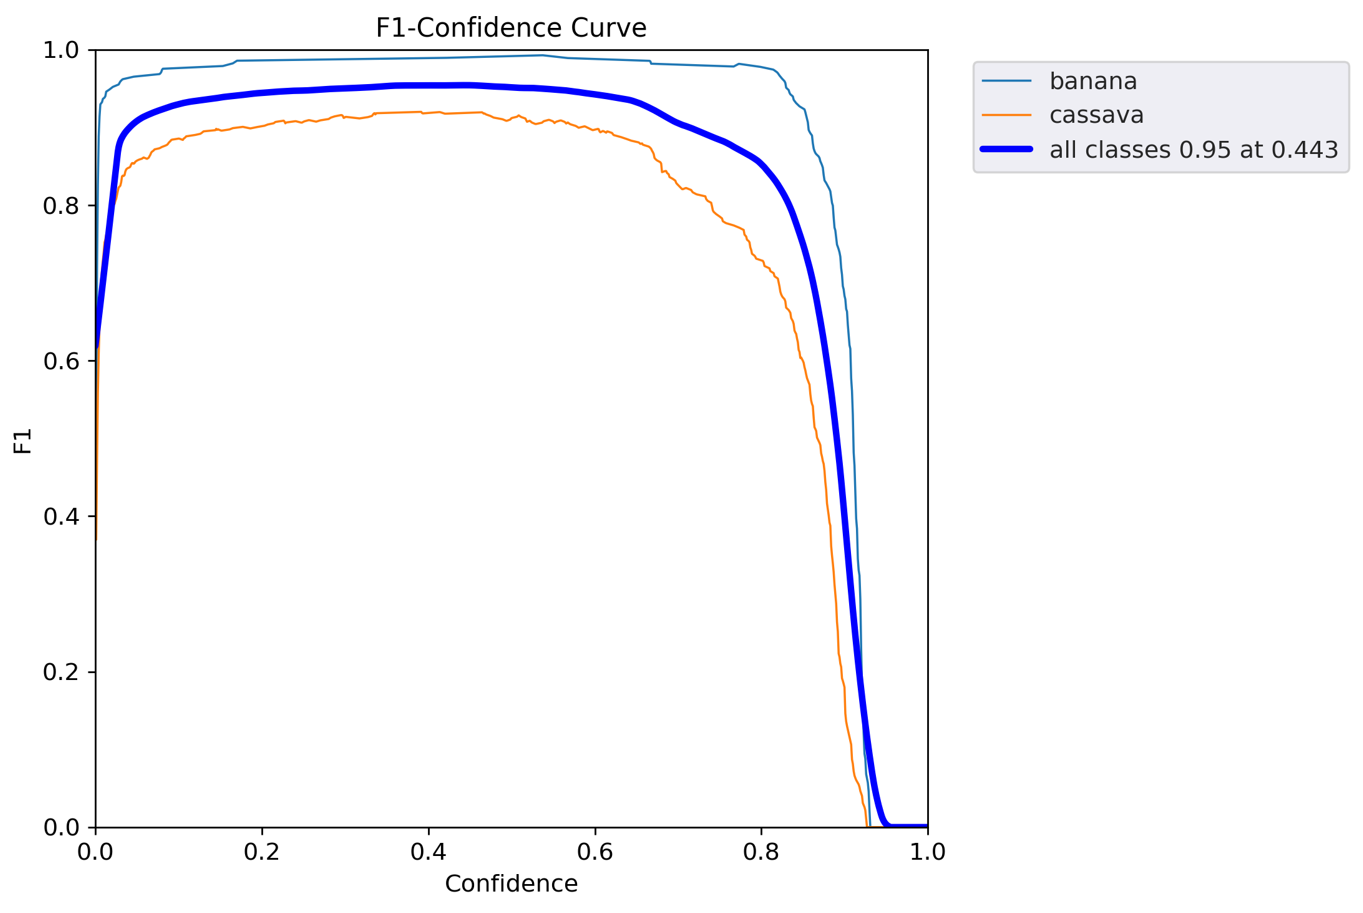 F1-Confidence Curve
banana
cassava
all classes 0.95 at 0.443
1.0
0.8
0.6
0.4
0.2
0.0
F1
0.0 0.2 0.4 0.6 0.8 1.0
Confidence